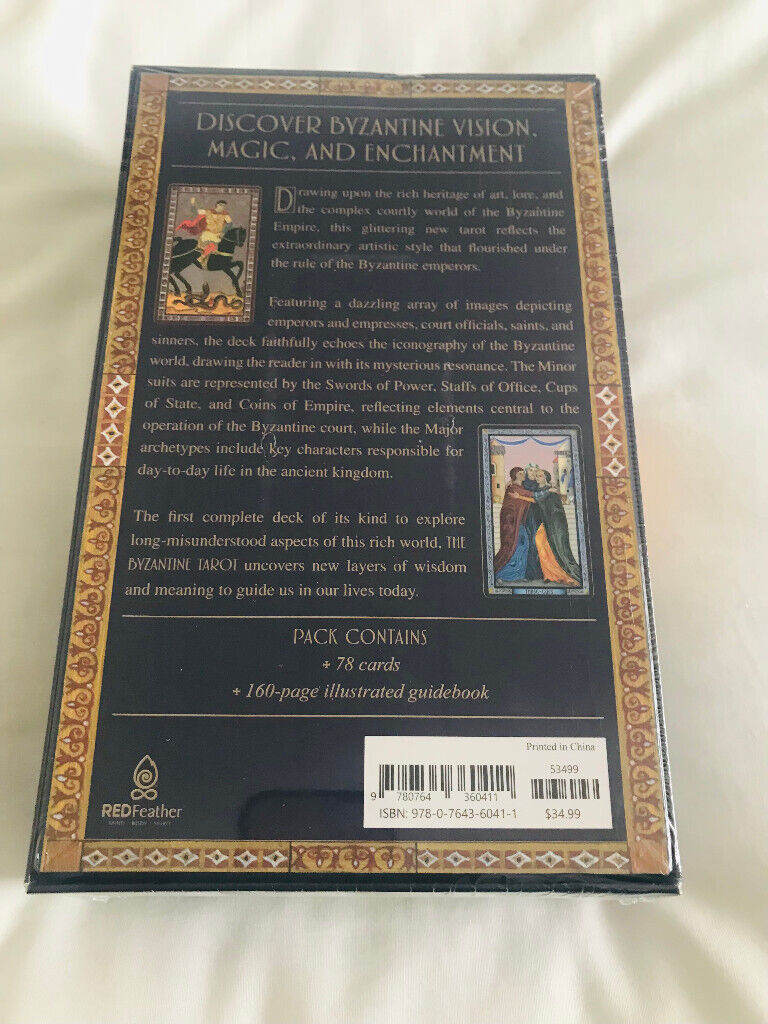 DISCOVER BYZANTINE VISION,
MAGIC, AND ENCHANTMENT
Drawing upon the rich heritage of art, lore, and
the complex courtly world of the Byzantine
Empire, this glittering new tarot reflects the
extraordinary artistic style that flourished under
the rule of the Byzantine emperors.
Featuring a dazzling array of images depicting
emperors and empresses, court officials, saints, and
sinners, the deck faithfully echoes the iconography of the Byzantine
world, drawing the reader in with its mysterious resonance. The Minor
suits are represented by the Swords of Power, Staffs of Office, Cups
of State, and Coins of Empire, reflecting elements central to the
operation of the Byzantine court, while the Major
archetypes include key characters responsible for
day-to-day life in the ancient kingdom.
The first complete deck of its kind to explore
long-misunderstood aspects of this rich world, THE
BYZANTINE TAROT uncovers new layers of wisdom
and meaning to guide us in our lives today.
PACK CONTAINS
+ 78 cards
+ 160-page illustrated guidebook
REDFeather
MIND | BODY | SPIRIT
Printed in China
53499
9 780764 360411
ISBN: 978-0-7643-6041-1
$34.99